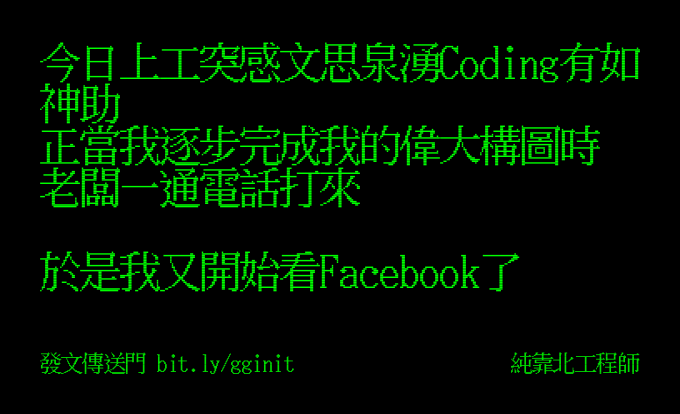 今日上工突感文思泉湧Coding有如
神助
正當我逐步完成我的偉大構圖時
老闆一通電話打來
於是我又開始看Facebook了
發文傳送門 bit.ly/gginit
純靠北工程師